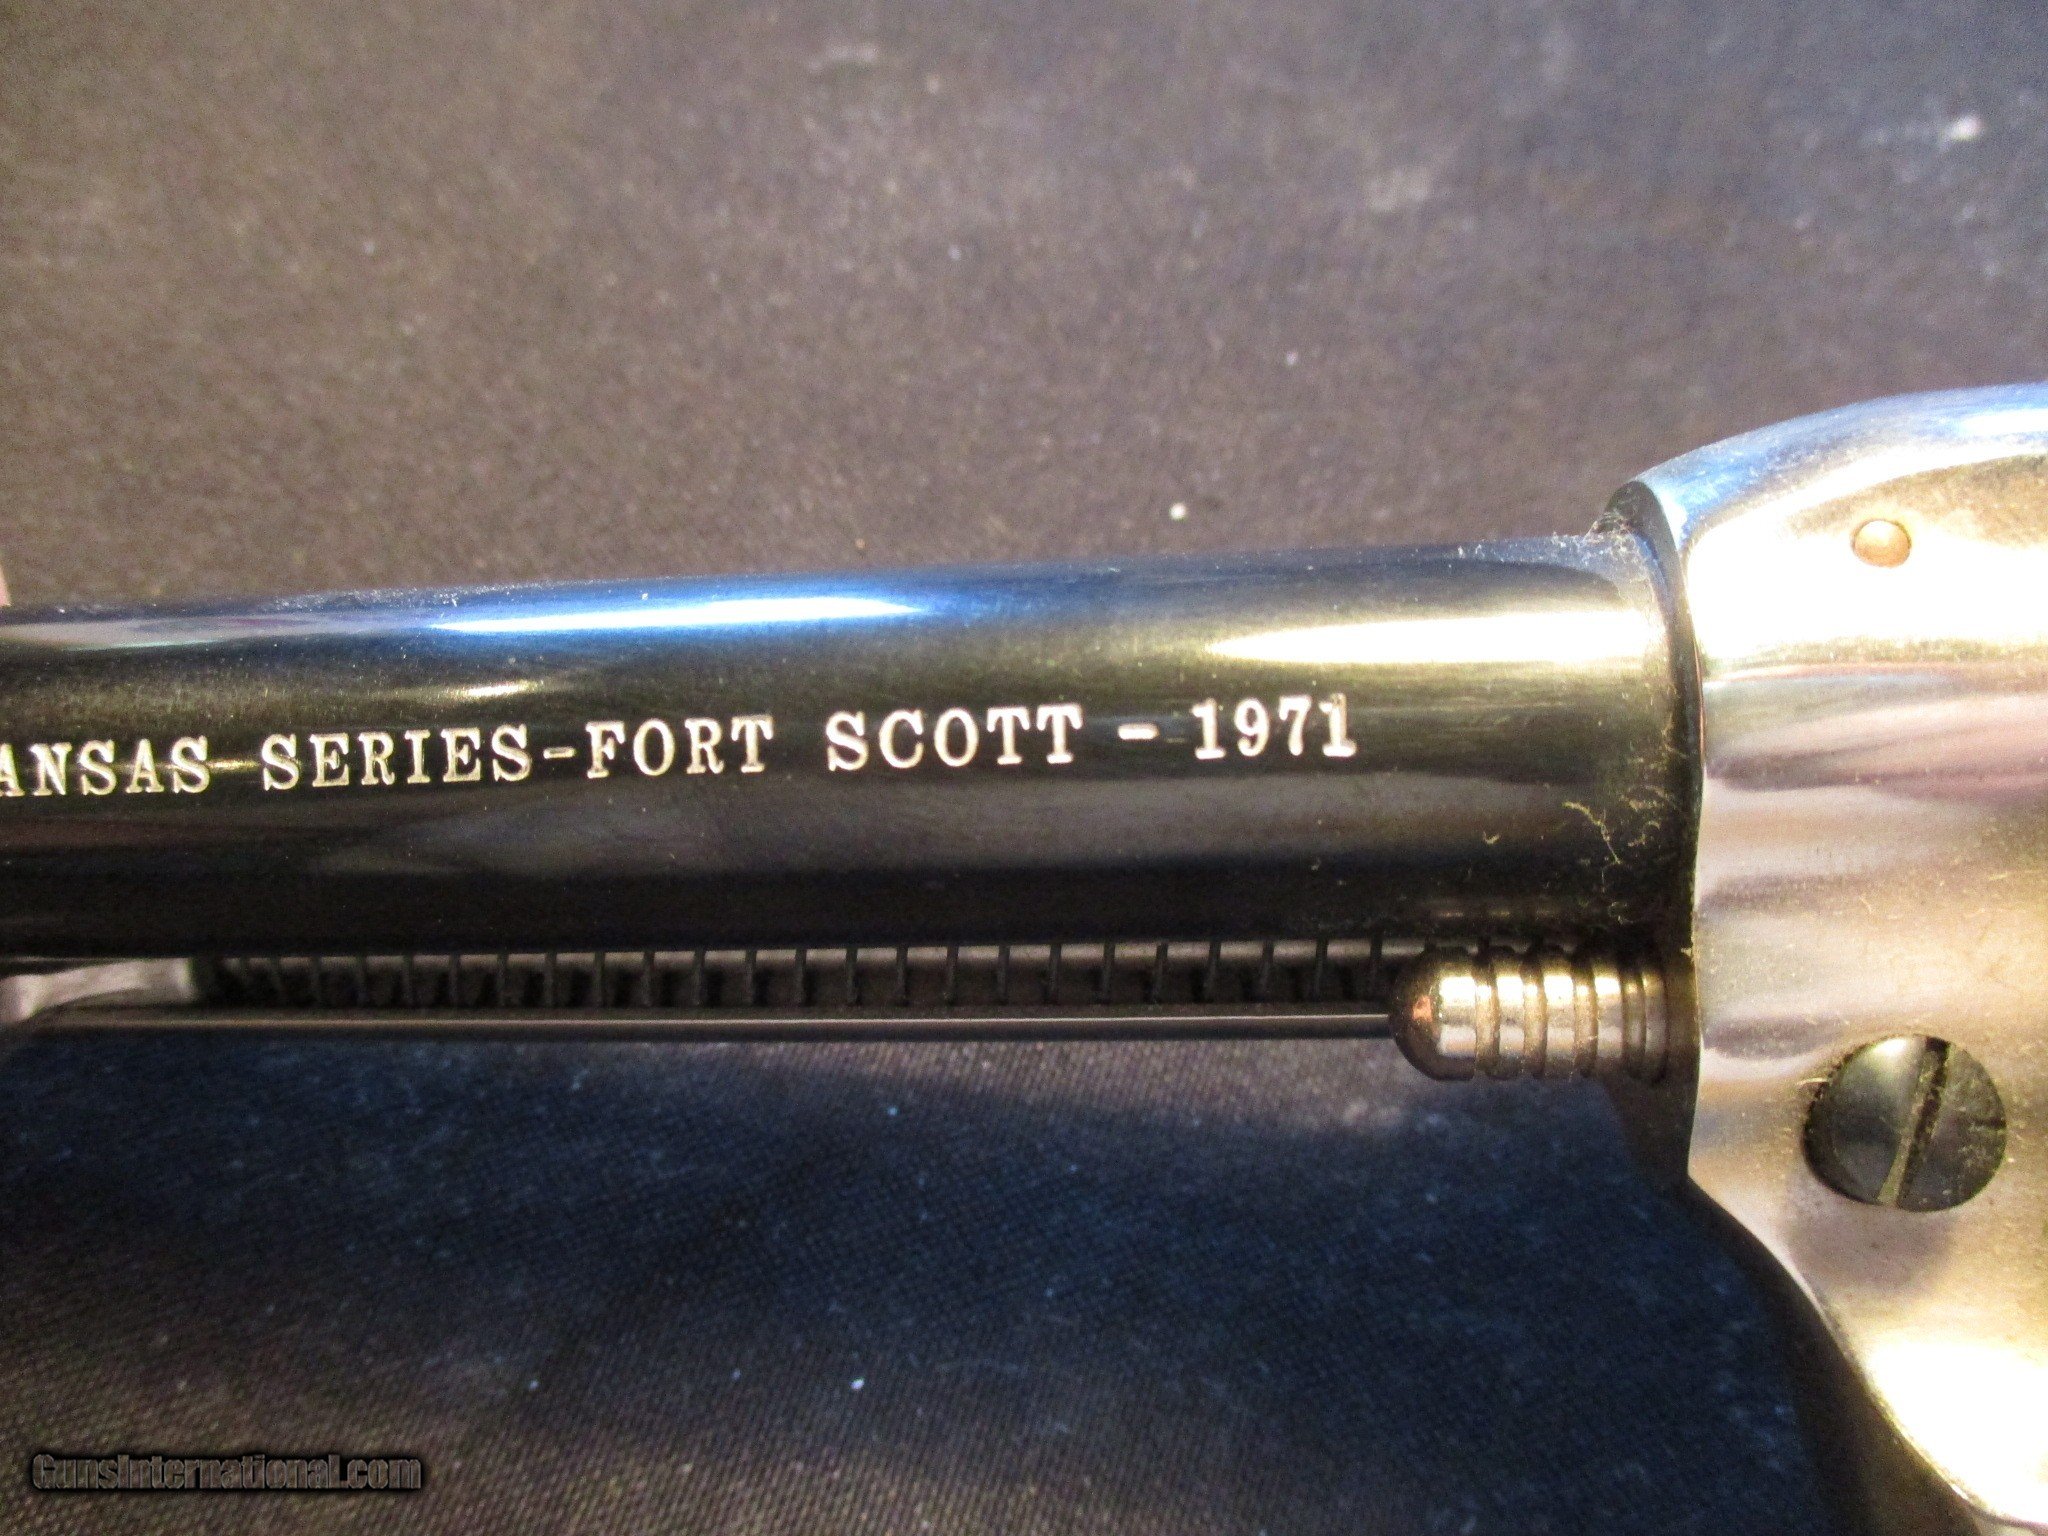 ANSAS SERIES-FORT SCOTT - 1971
GunsInternational.com